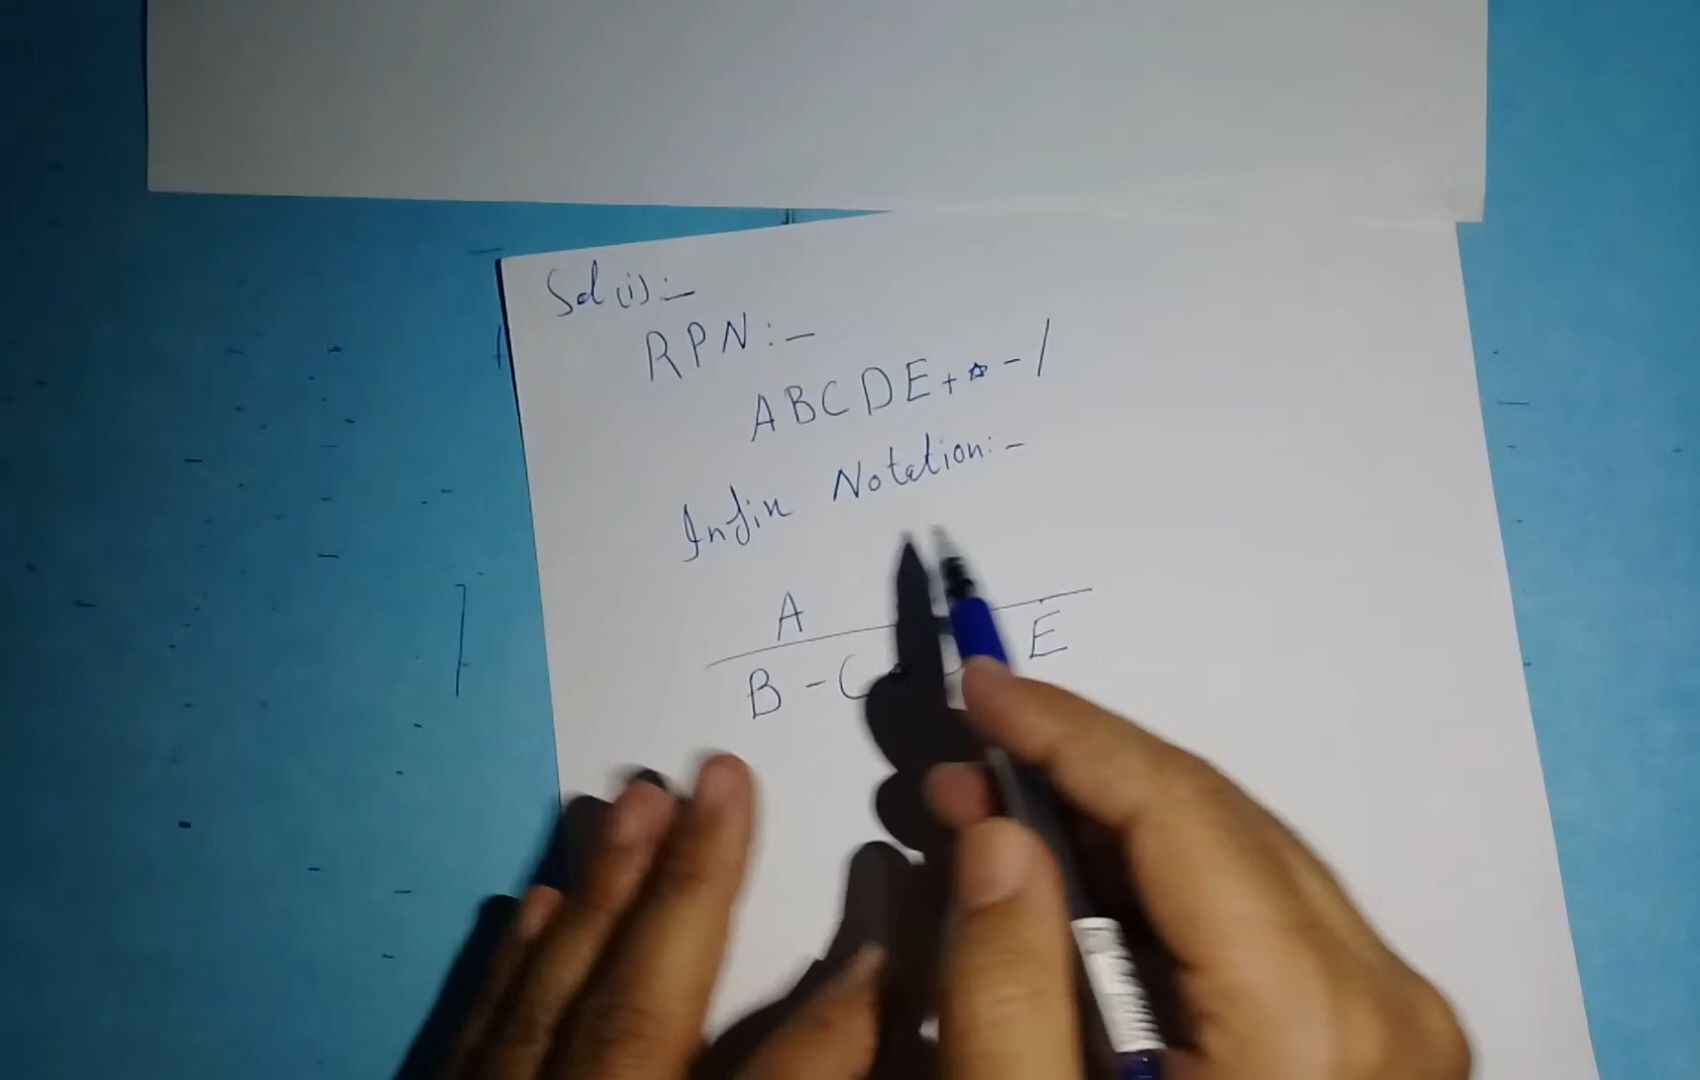 Sol (i):-
RPN:-
ABCDE+*-/
Infix Notation:-
A
B - C E